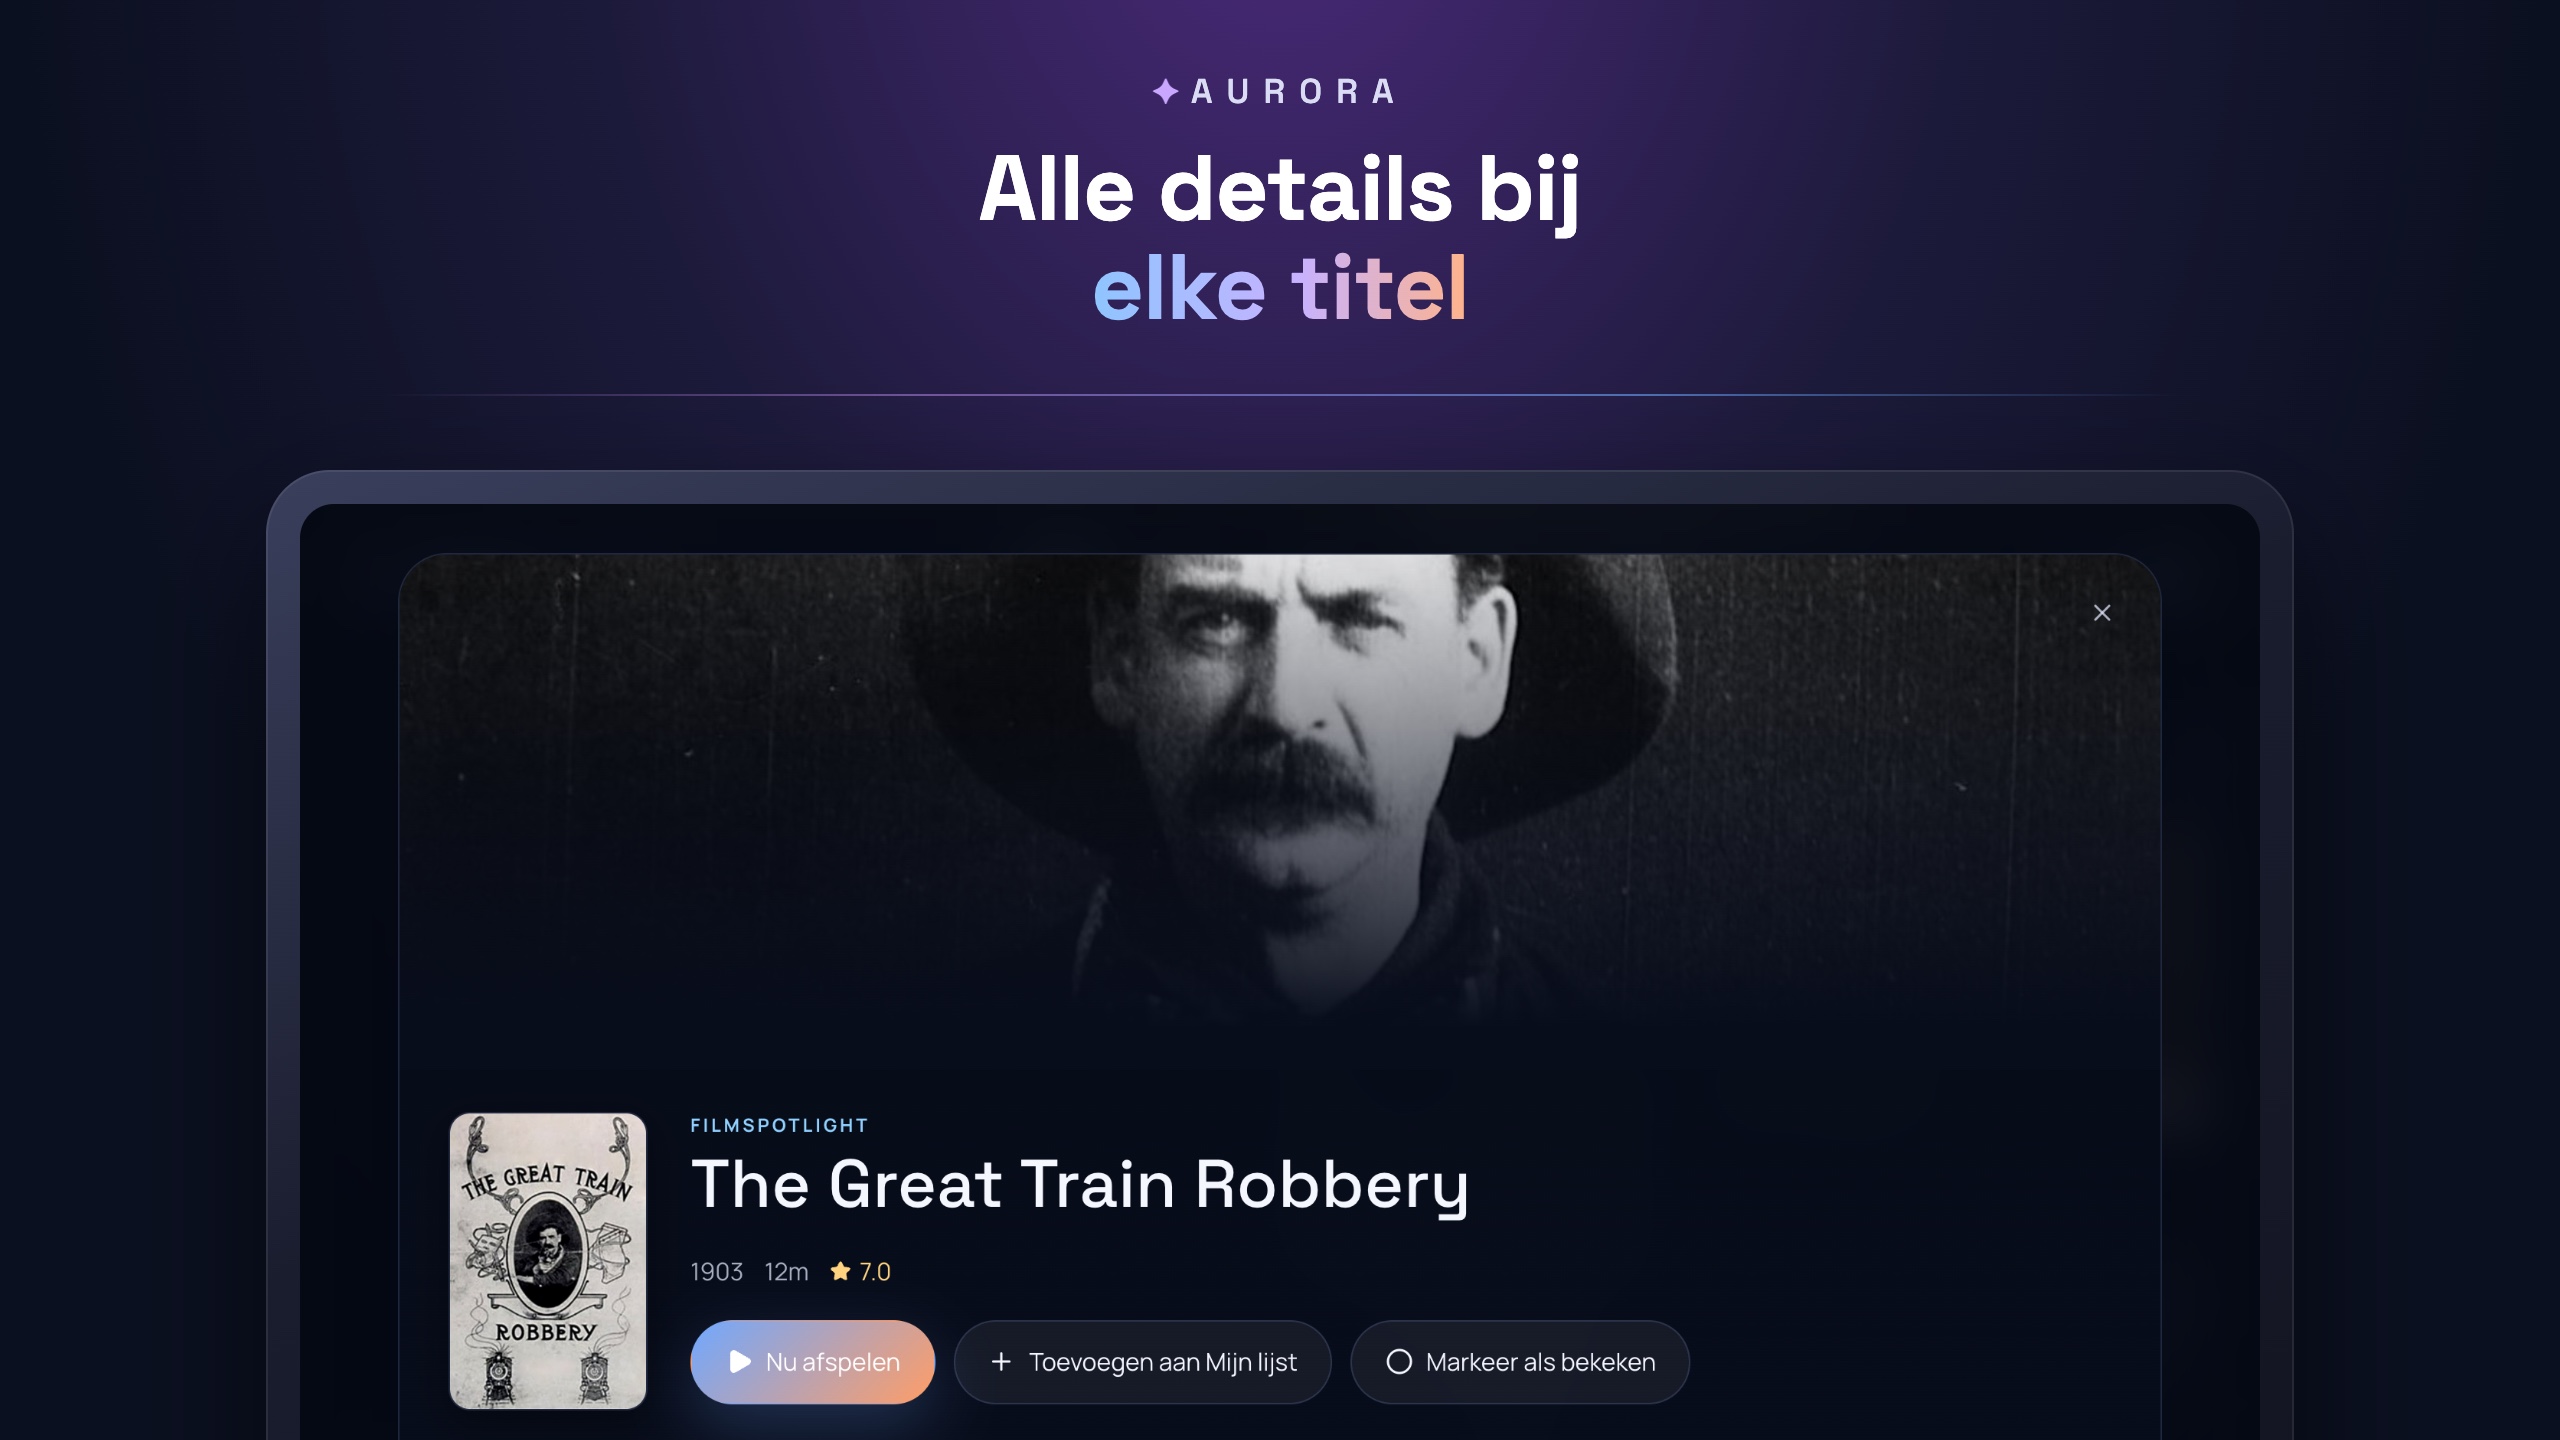 AURORA
Alle details bij
elke titel
FILMSPOTLIGHT
The Great Train Robbery
1903 12m 7.0
Nu afspelen
Toevoegen aan Mijn lijst
Markeer als bekeken
THE GREAT TRAIN
ROBBERY